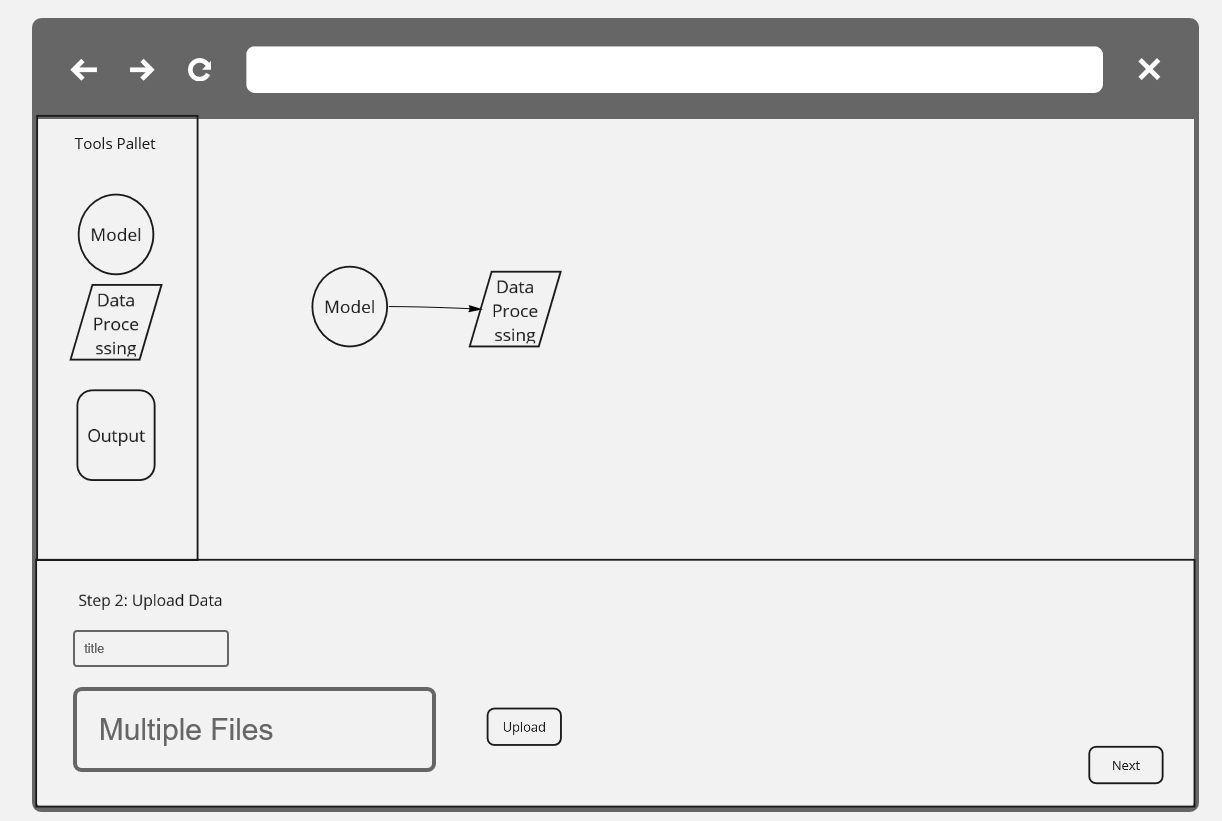 Tools Pallet
Model
Data
Proce
ssing
Output
Model
Data
Proce
ssing
Step 2: Upload Data
title
Multiple Files
Upload
Next